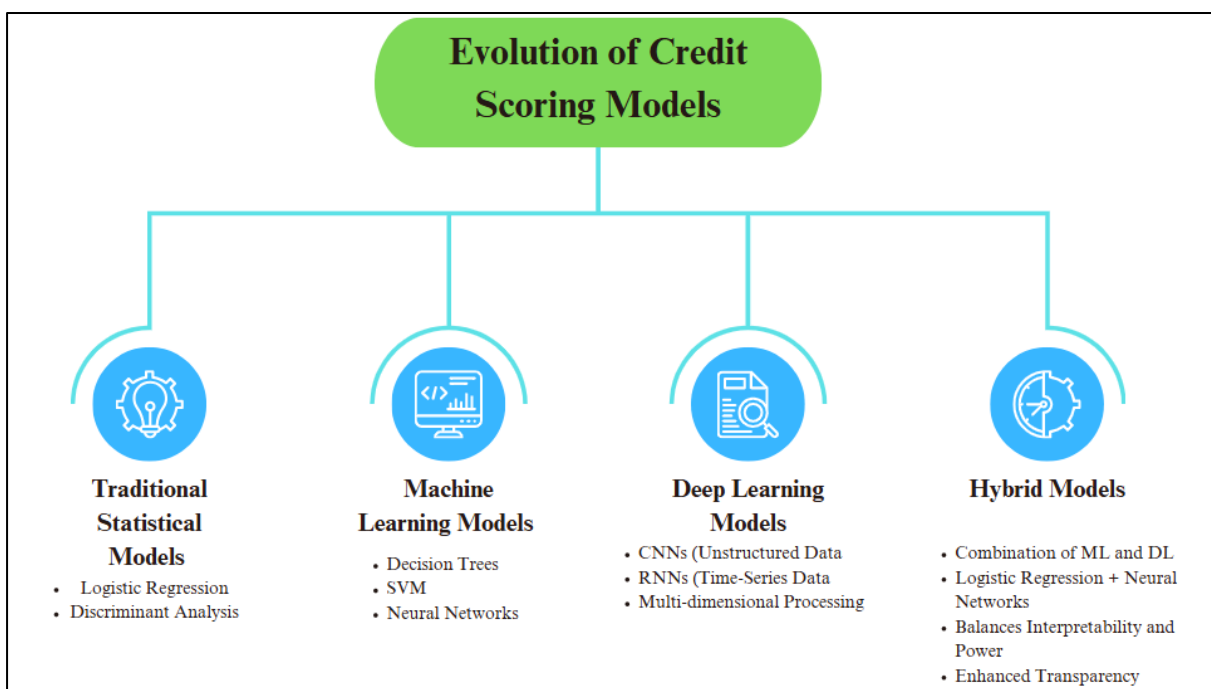 Evolution of Credit
Scoring Models
</>
Traditional
Statistical
Models
• Logistic Regression
• Discriminant Analysis
Machine
Learning Models
• Decision Trees
• SVM
• Neural Networks
Deep Learning
Models
• CNNs (Unstructured Data
• RNNs (Time-Series Data
• Multi-dimensional Processing
Hybrid Models
• Combination of ML and DL
• Logistic Regression + Neural
Networks
• Balances Interpretability and
Power
• Enhanced Transparency